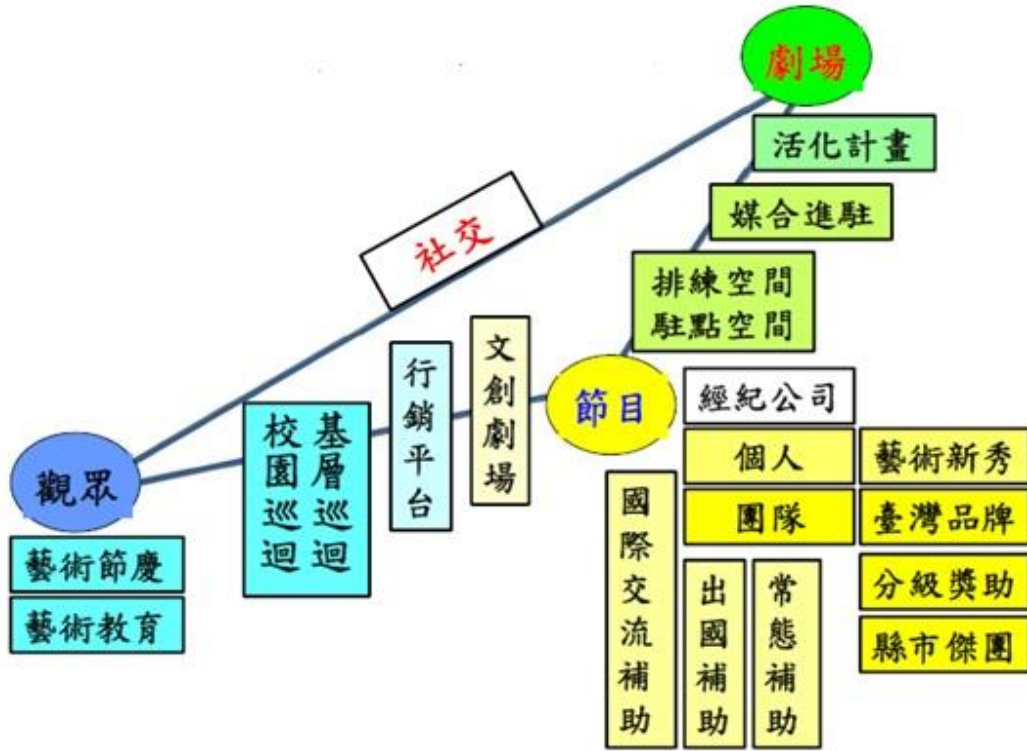 劇場
活化計畫
媒合進駐
社交
排練空間
駐點空間
文創劇場
行銷平台
節目
經紀公司
基層巡迴
校園巡迴
觀眾
個人
藝術新秀
國際交流補助
團隊
臺灣品牌
藝術節慶
出國補助
常態補助
分級獎助
藝術教育
縣市傑團